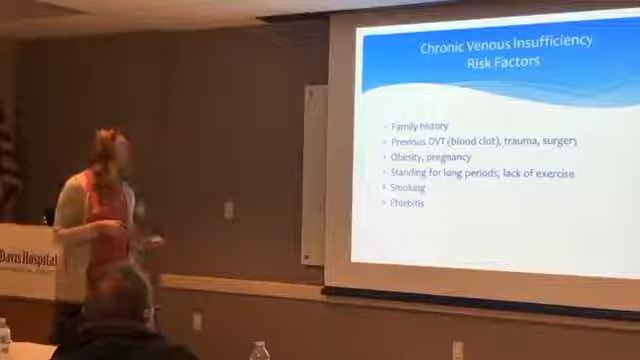 Chronic Venous Insufficiency
Risk Factors
Family history
Previous DVT (blood clot), trauma, surgery
Obesity, pregnancy
Standing for long periods, lack of exercise
Smoking
Phlebitis
Davis Hospital